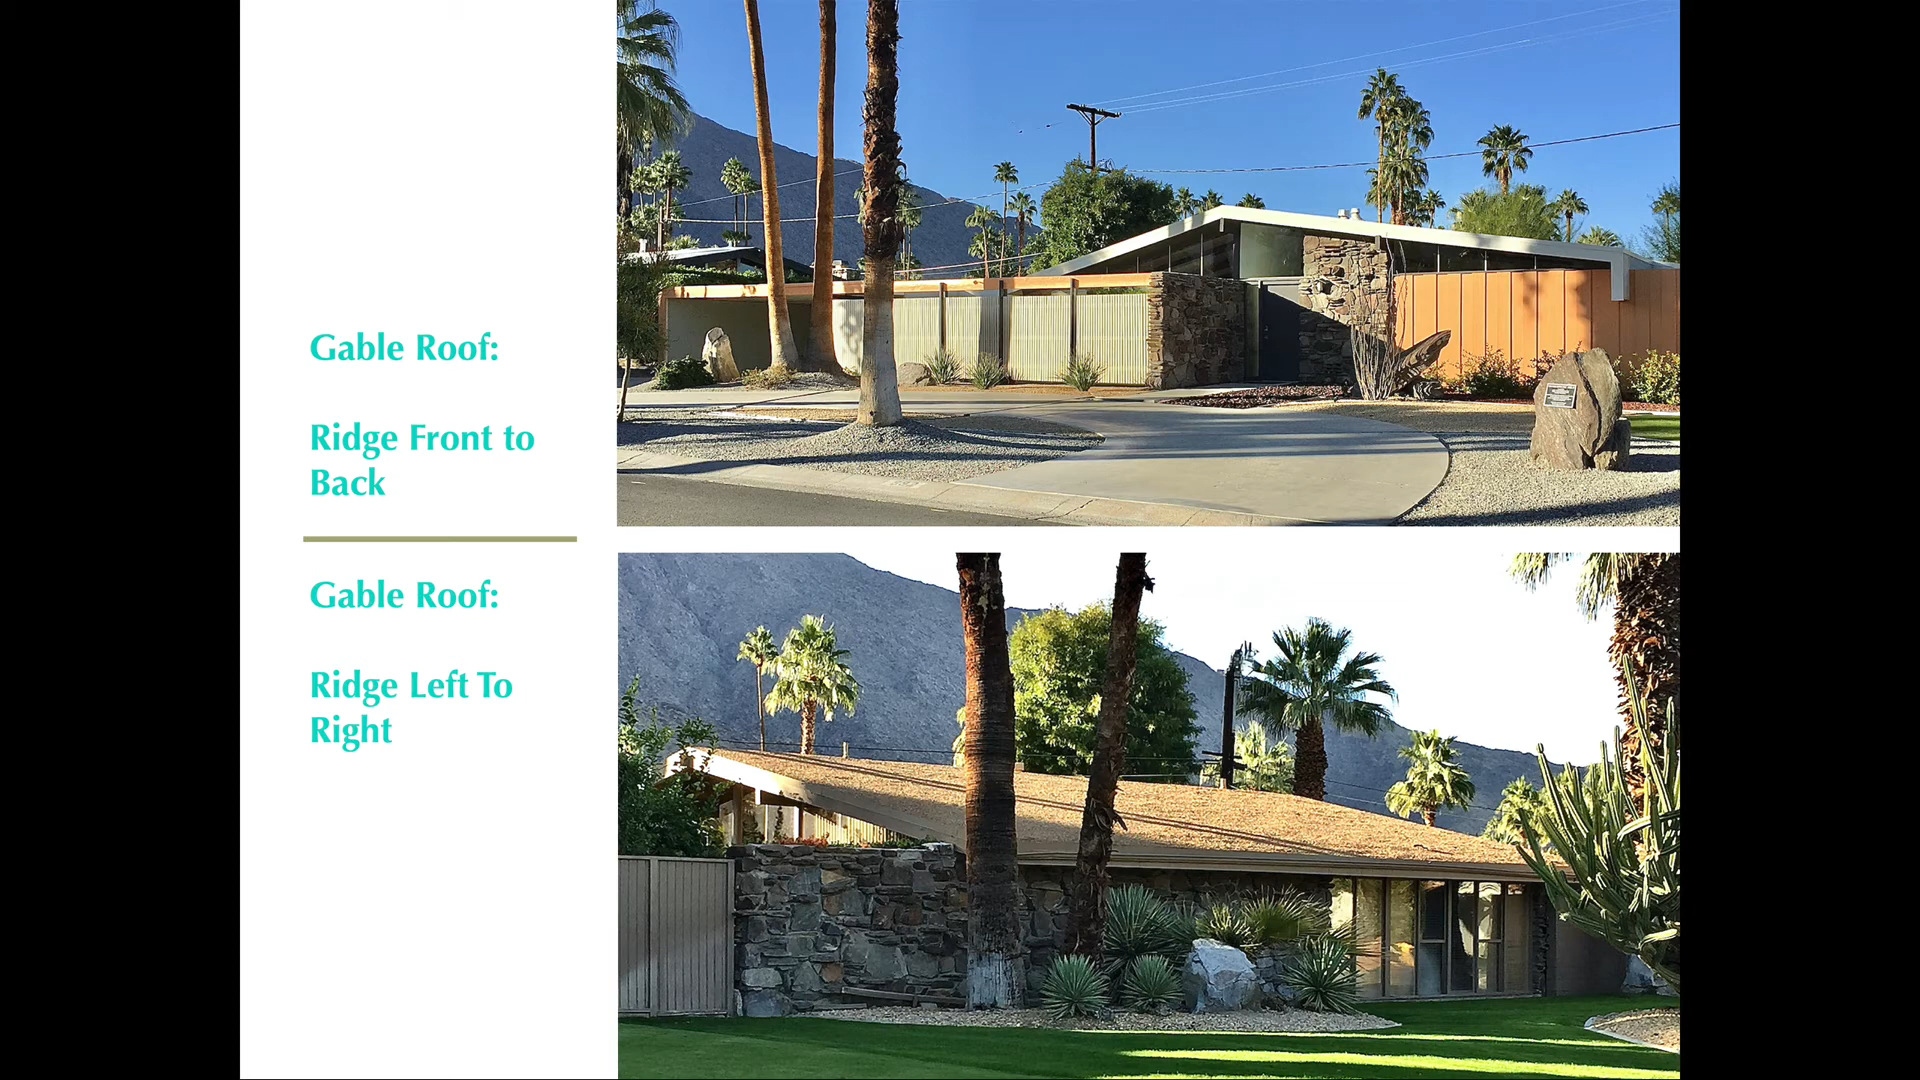 Gable Roof:
Ridge Front to
Back
Gable Roof:
Ridge Left To
Right